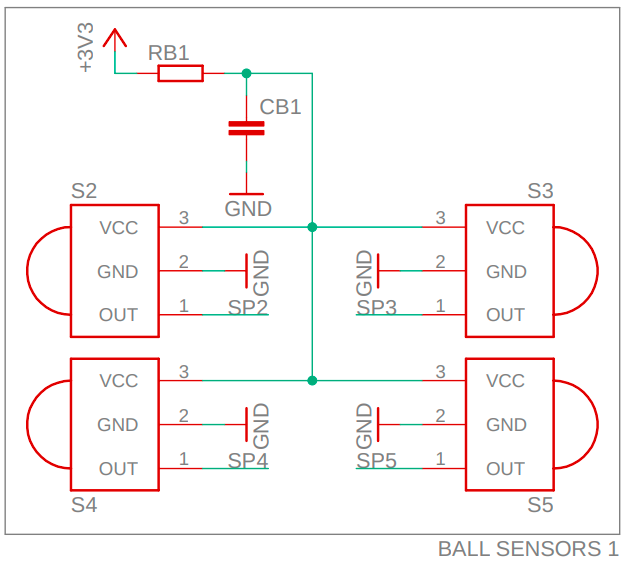 +3V3
RB1
CB1
GND
S2
S3
VCC 3
3 VCC
GND 2 GND
GND 2 GND
OUT 1 SP2
SP3 1 OUT
VCC 3
3 VCC
GND 2 GND
GND 2 GND
OUT 1 SP4
SP5 1 OUT
S4
S5
BALL SENSORS 1